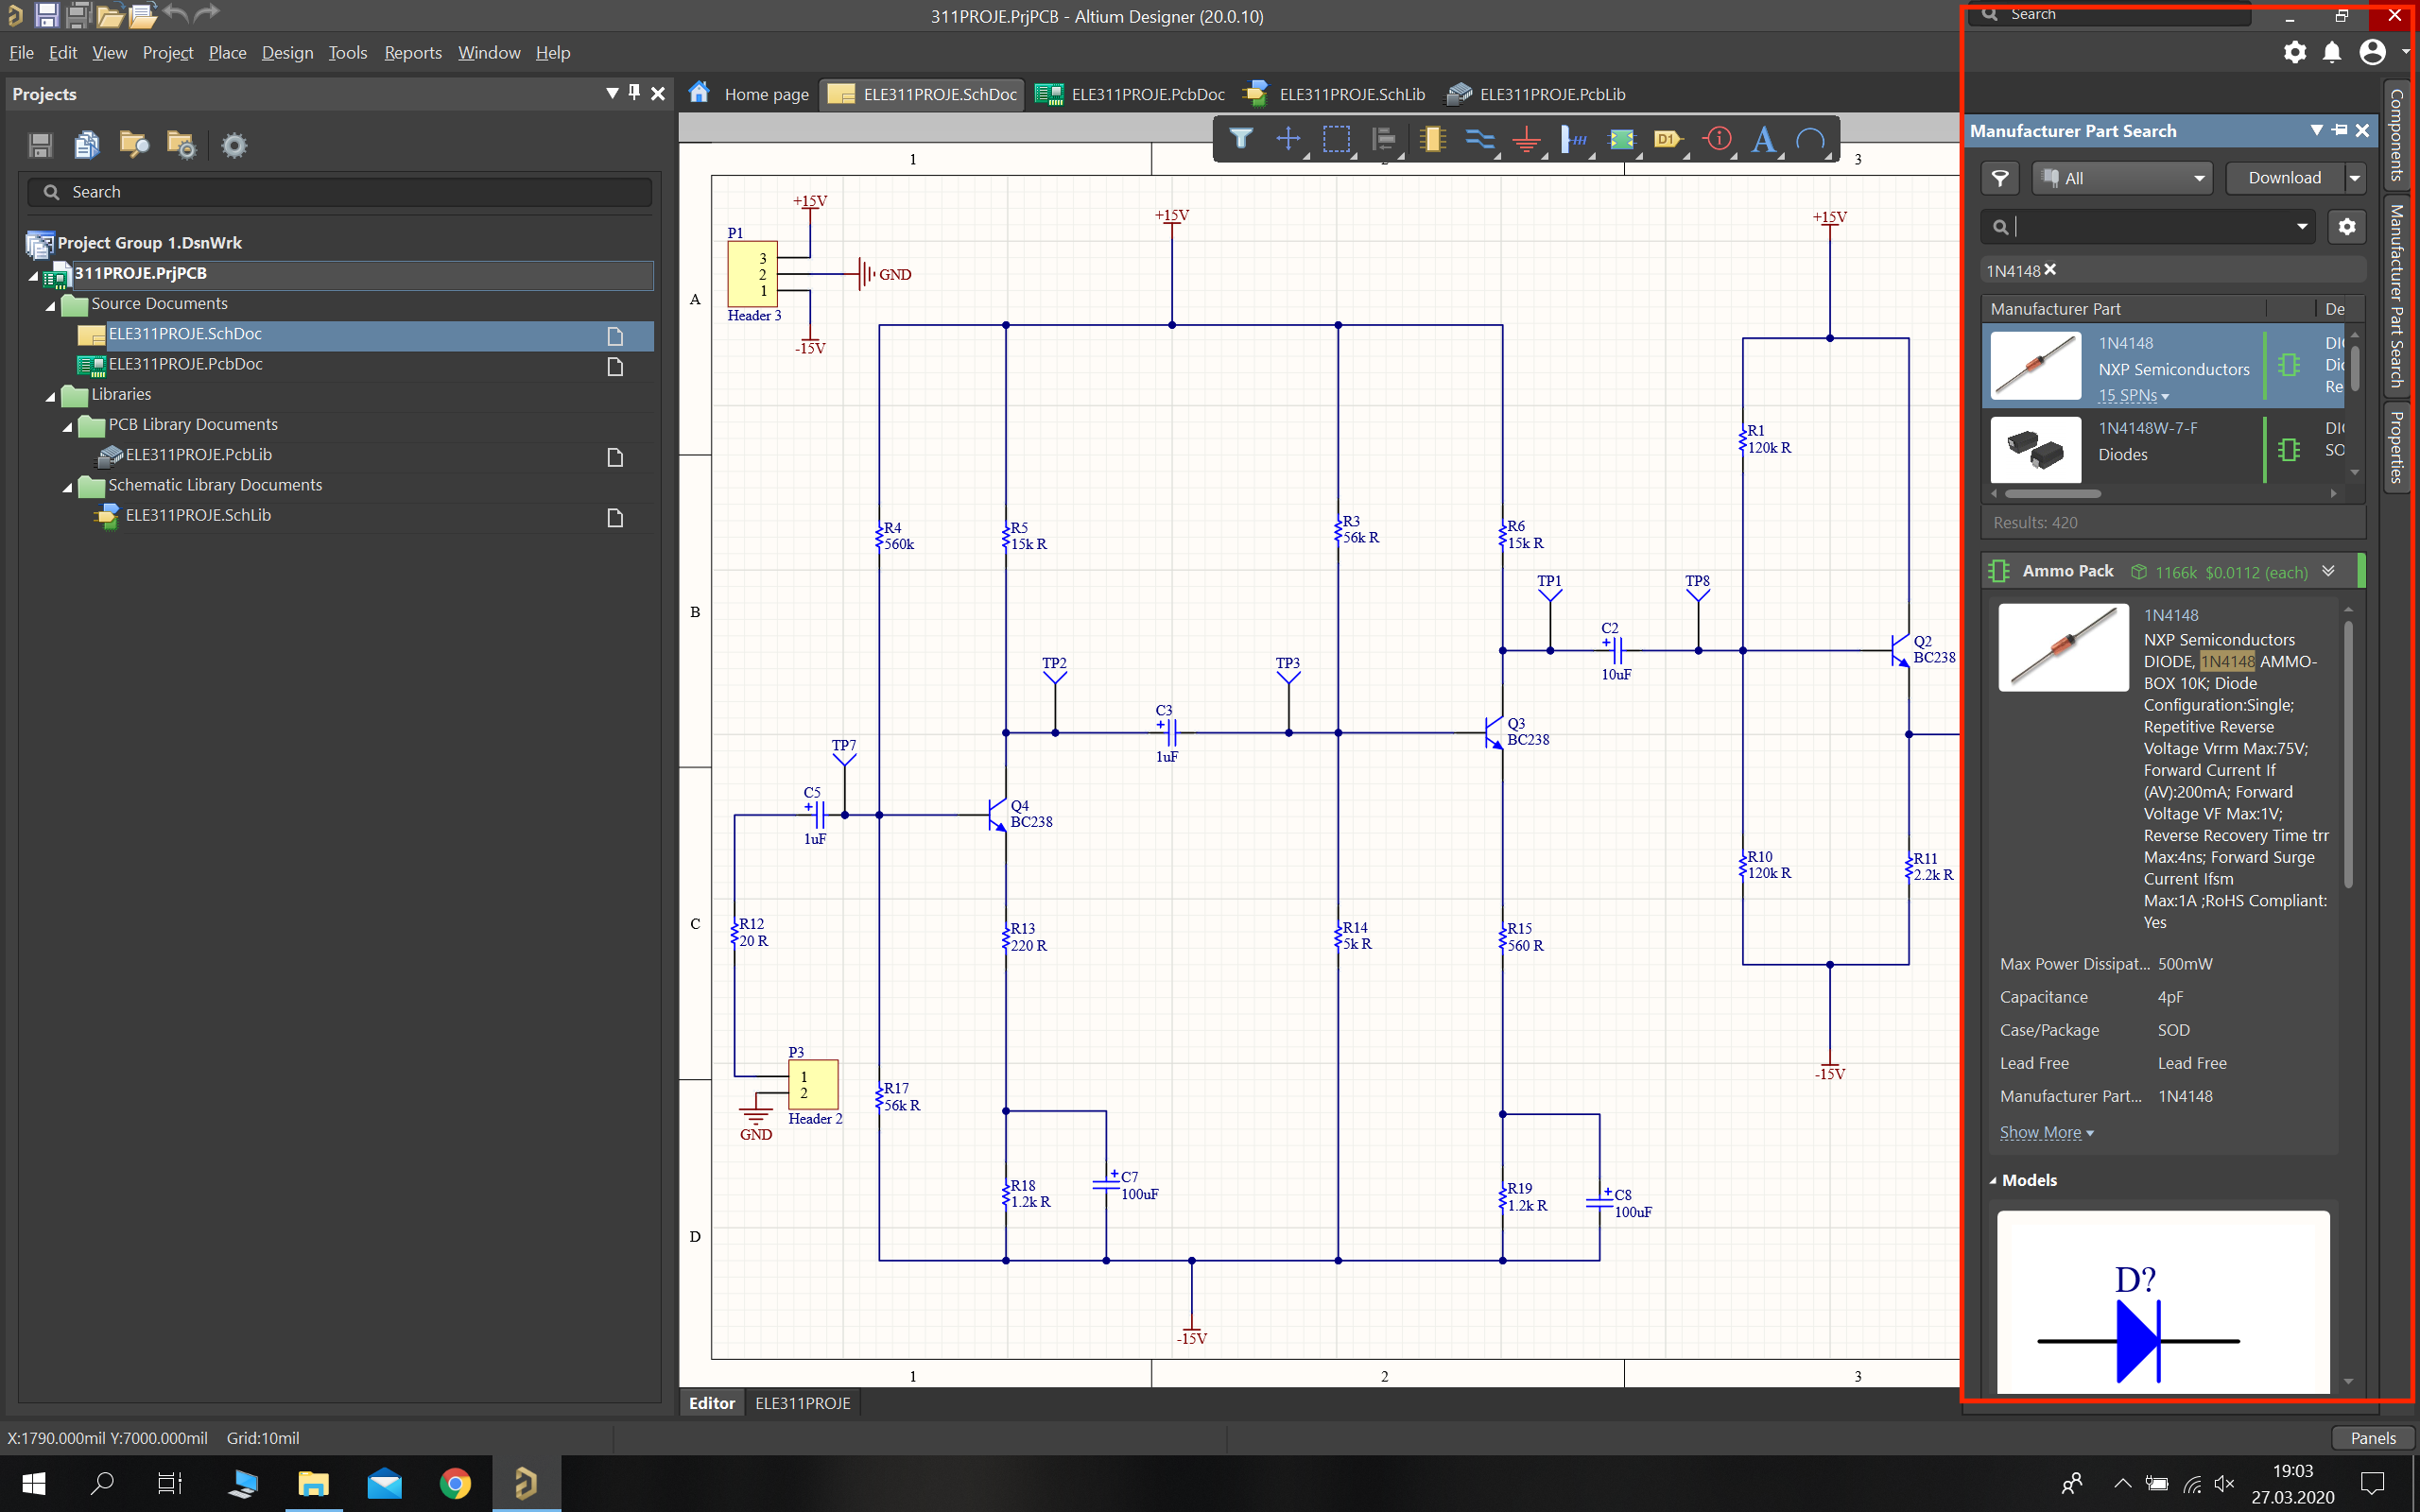 311PROJE.PrjPCB - Altium Designer (20.0.10)
Search
File Edit View Project Place Design Tools Reports Window Help
Projects
Search
Project Group 1.DsnWrk
311PROJE.PrjPCB
Source Documents
ELE311PROJE.SchDoc
ELE311PROJE.PcbDoc
Libraries
PCB Library Documents
ELE311PROJE.PcbLib
Schematic Library Documents
ELE311PROJE.SchLib
Home page ELE311PROJE.SchDoc ELE311PROJE.PcbDoc ELE311PROJE.SchLib ELE311PROJE.PcbLib
D1
A
1 3
A
B
C
D
+15V
P1
3
2
1
Header 3
GND
-15V
+15V
+15V
R1
120k R
R4
560k
R5
15k R
R3
56k R
R6
15k R
TP1
TP8
C2
10uF
Q2
BC238
TP2
TP3
C3
1uF
Q3
BC238
TP7
C5
1uF
Q4
BC238
R10
120k R
R11
2.2k R
R12
20 R
R13
220 R
R14
5k R
R15
560 R
-15V
P3
1
2
Header 2
GND
R17
56k R
R18
1.2k R
C7
100uF
R19
1.2k R
C8
100uF
-15V
1 2 3
Editor ELE311PROJE
X:1790.000mil Y:7000.000mil Grid:10mil
Manufacturer Part Search
All
Download
1N4148
Manufacturer Part De
1N4148
NXP Semiconductors
15 SPNs
1N4148W-7-F
Diodes
Results: 420
Ammo Pack 1166k $0.0112 (each)
1N4148
NXP Semiconductors
DIODE, 1N4148 AMMO-
BOX 10K; Diode
Configuration:Single;
Repetitive Reverse
Voltage Vrrm Max:75V;
Forward Current If
(AV):200mA; Forward
Voltage VF Max:1V;
Reverse Recovery Time trr
Max:4ns; Forward Surge
Current Ifsm
Max:1A ;RoHS Compliant:
Yes
Max Power Dissipat... 500mW
Capacitance 4pF
Case/Package SOD
Lead Free Lead Free
Manufacturer Part... 1N4148
Show More
Models
D?
Components
Manufacturer Part Search
Properties
Panels
19:03
27.03.2020